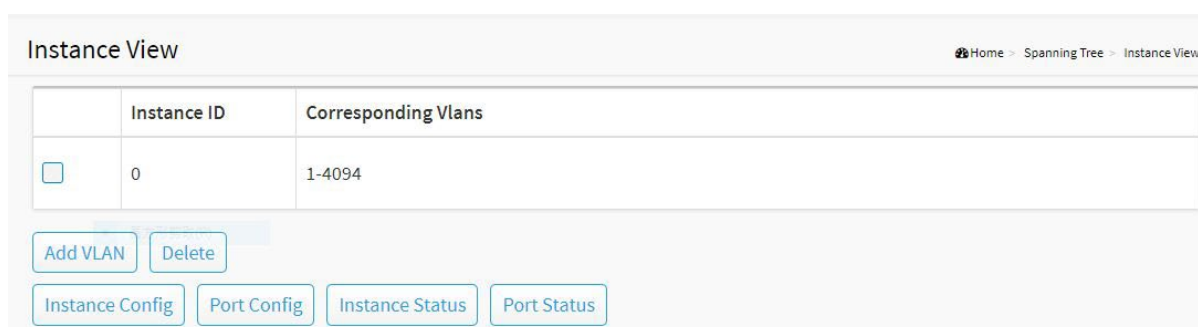 Instance View
Home > Spanning Tree > Instance View
Instance ID Corresponding Vlans
0 1-4094
Add VLAN Delete
Instance Config Port Config Instance Status Port Status